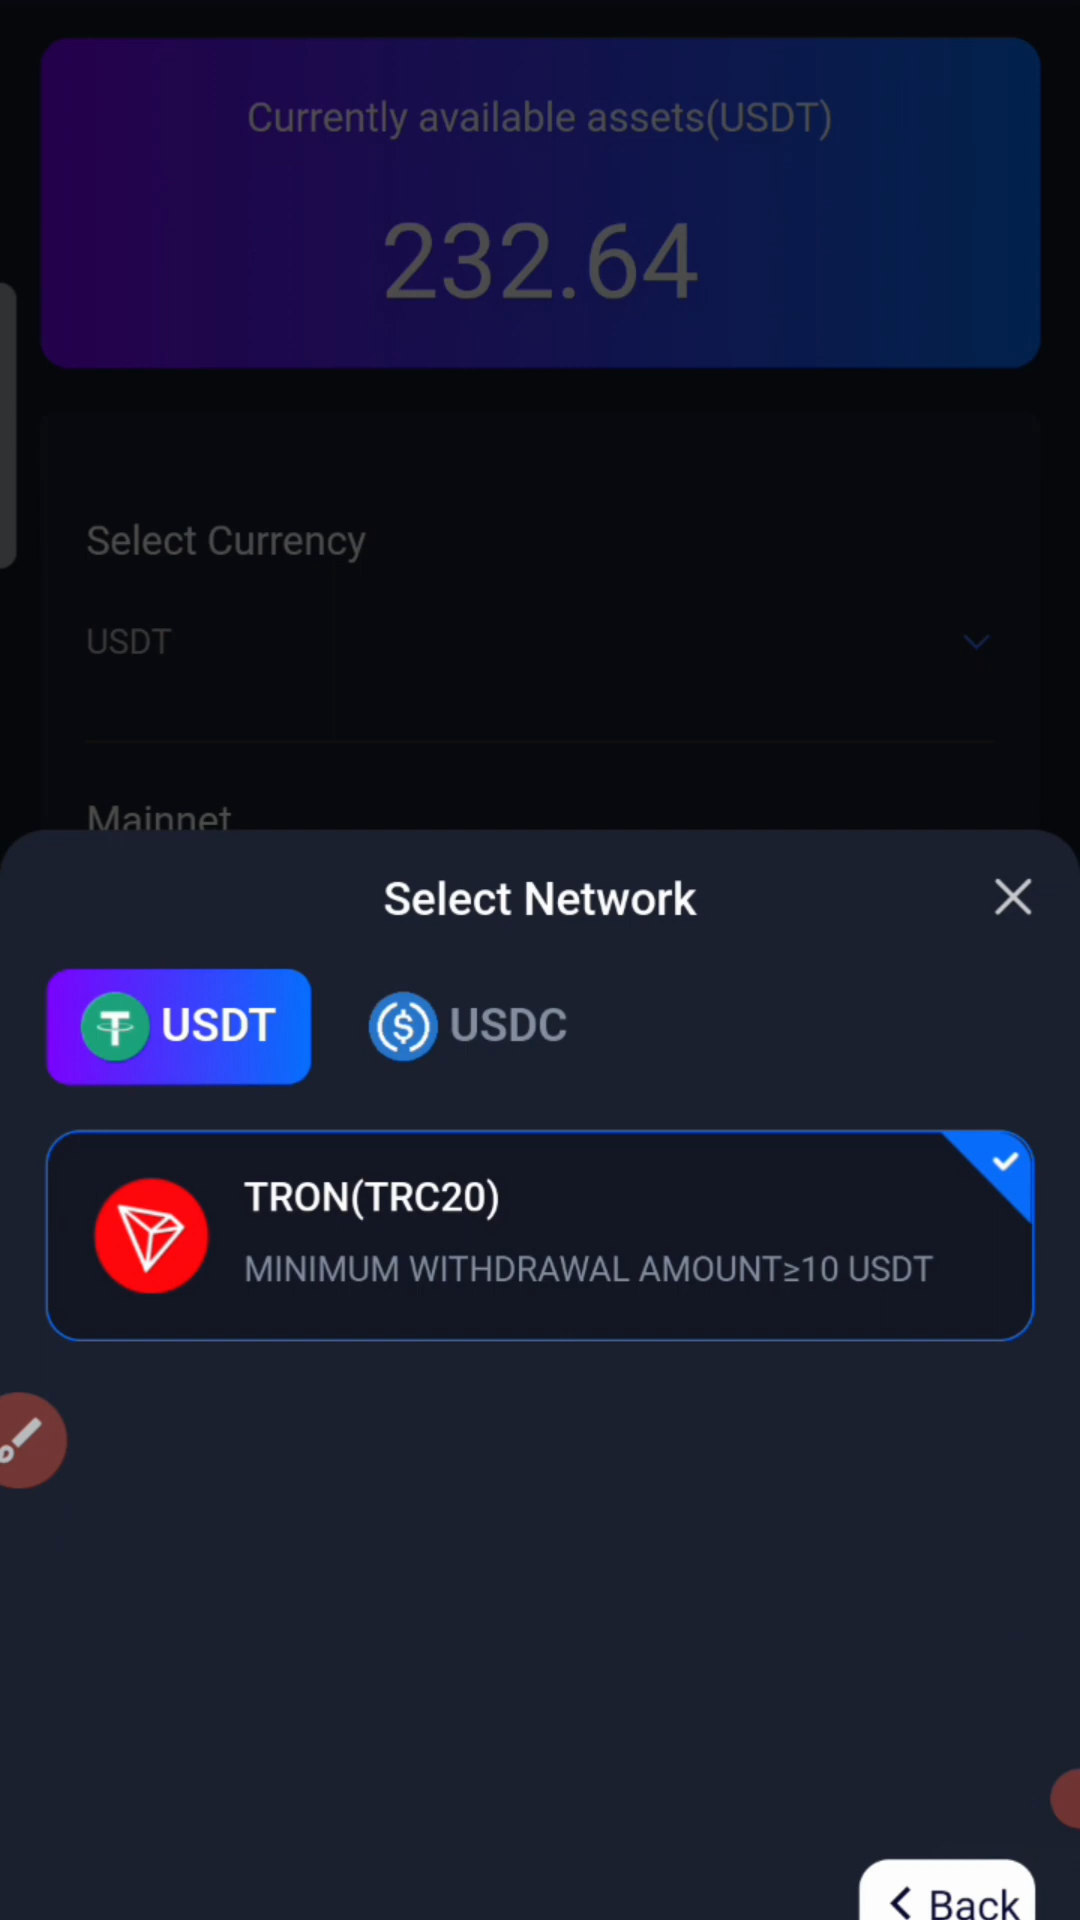 Currently available assets(USDT)
232.64
Select Currency
USDT
Mainnet
Select Network
USDT
USDC
TRON(TRC20)
MINIMUM WITHDRAWAL AMOUNT≥10 USDT
Back